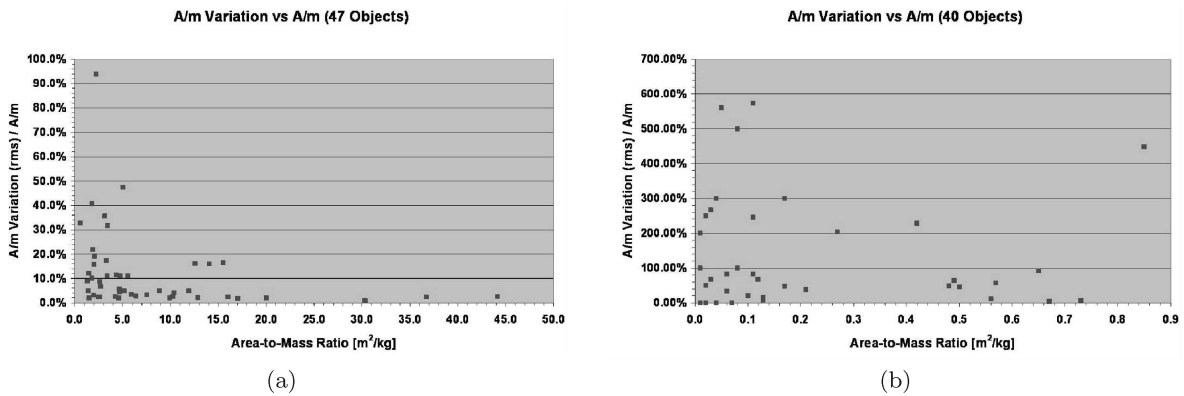 A/m Variation vs A/m (47 Objects)
A/m Variation (rms) / A/m
100.0%
90.0%
80.0%
70.0%
60.0%
50.0%
40.0%
30.0%
20.0%
10.0%
0.0%
0.0 5.0 10.0 15.0 20.0 25.0 30.0 35.0 40.0 45.0 50.0
Area-to-Mass Ratio [m²/kg]
(a)
A/m Variation vs A/m (40 Objects)
A/m Variation (rms) / A/m
700.00%
600.00%
500.00%
400.00%
300.00%
200.00%
100.00%
0.00%
0.0 0.1 0.2 0.3 0.4 0.5 0.6 0.7 0.8 0.9
Area-to-Mass Ratio [m²/kg]
(b)